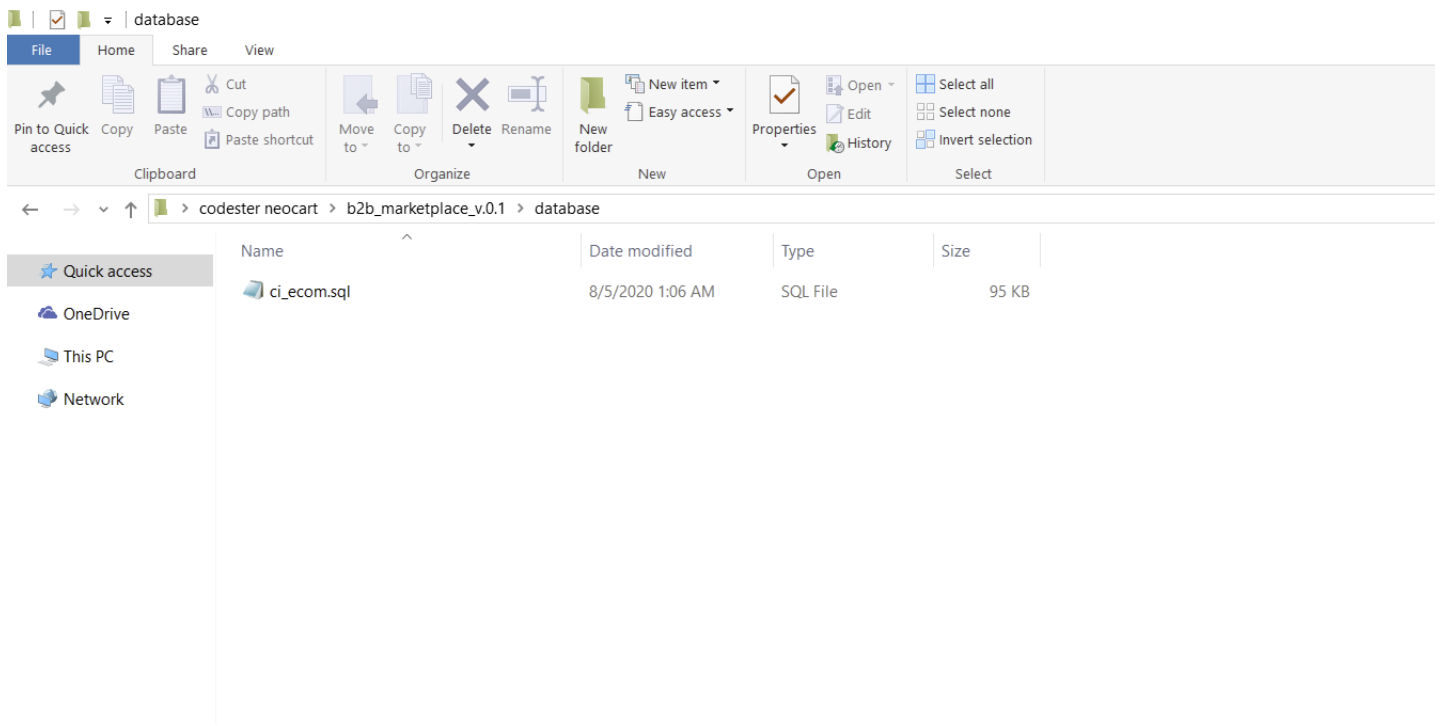 database
File Home Share View
Pin to Quick access
Copy
Paste
Cut
Copy path
Paste shortcut
Clipboard
Move to
Copy to
Delete
Rename
Organize
New folder
New item
Easy access
New
Properties
Open
Edit
History
Open
Select all
Select none
Invert selection
Select
codester neocart > b2b_marketplace_v.0.1 > database
Name Date modified Type Size
Quick access
ci_ecom.sql 8/5/2020 1:06 AM SQL File 95 KB
OneDrive
This PC
Network